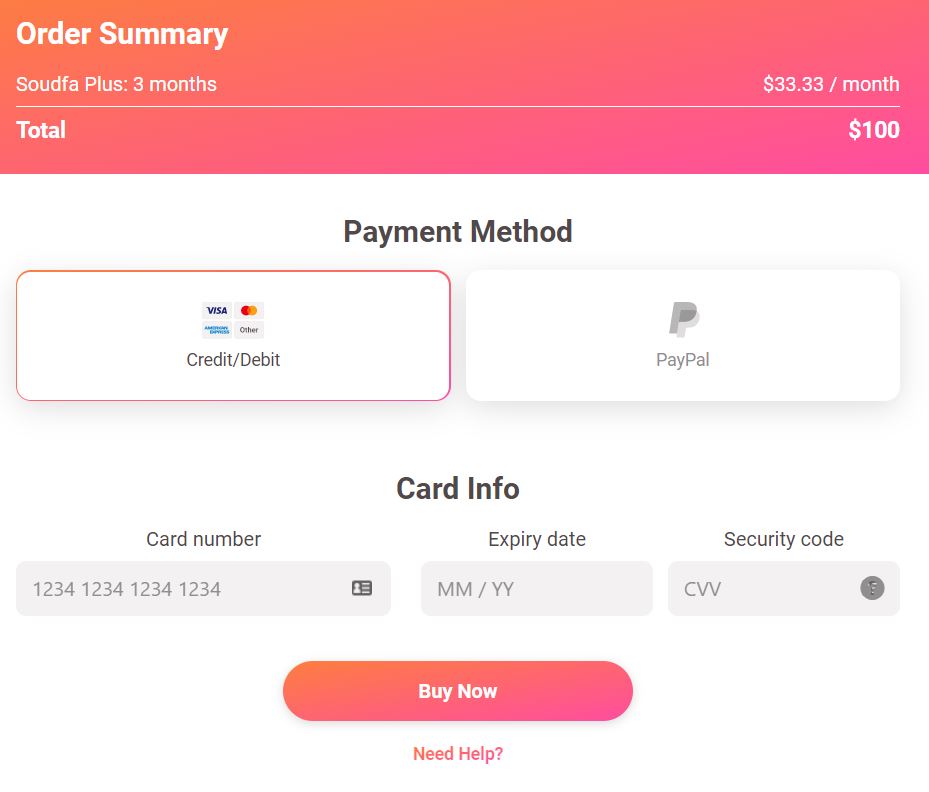 Order Summary
Soudfa Plus: 3 months $33.33 / month
Total $100
Payment Method
VISA
AMERICAN EXPRESS Other
Credit/Debit
PayPal
Card Info
Card number Expiry date Security code
1234 1234 1234 1234 MM / YY CVV ?
Buy Now
Need Help?